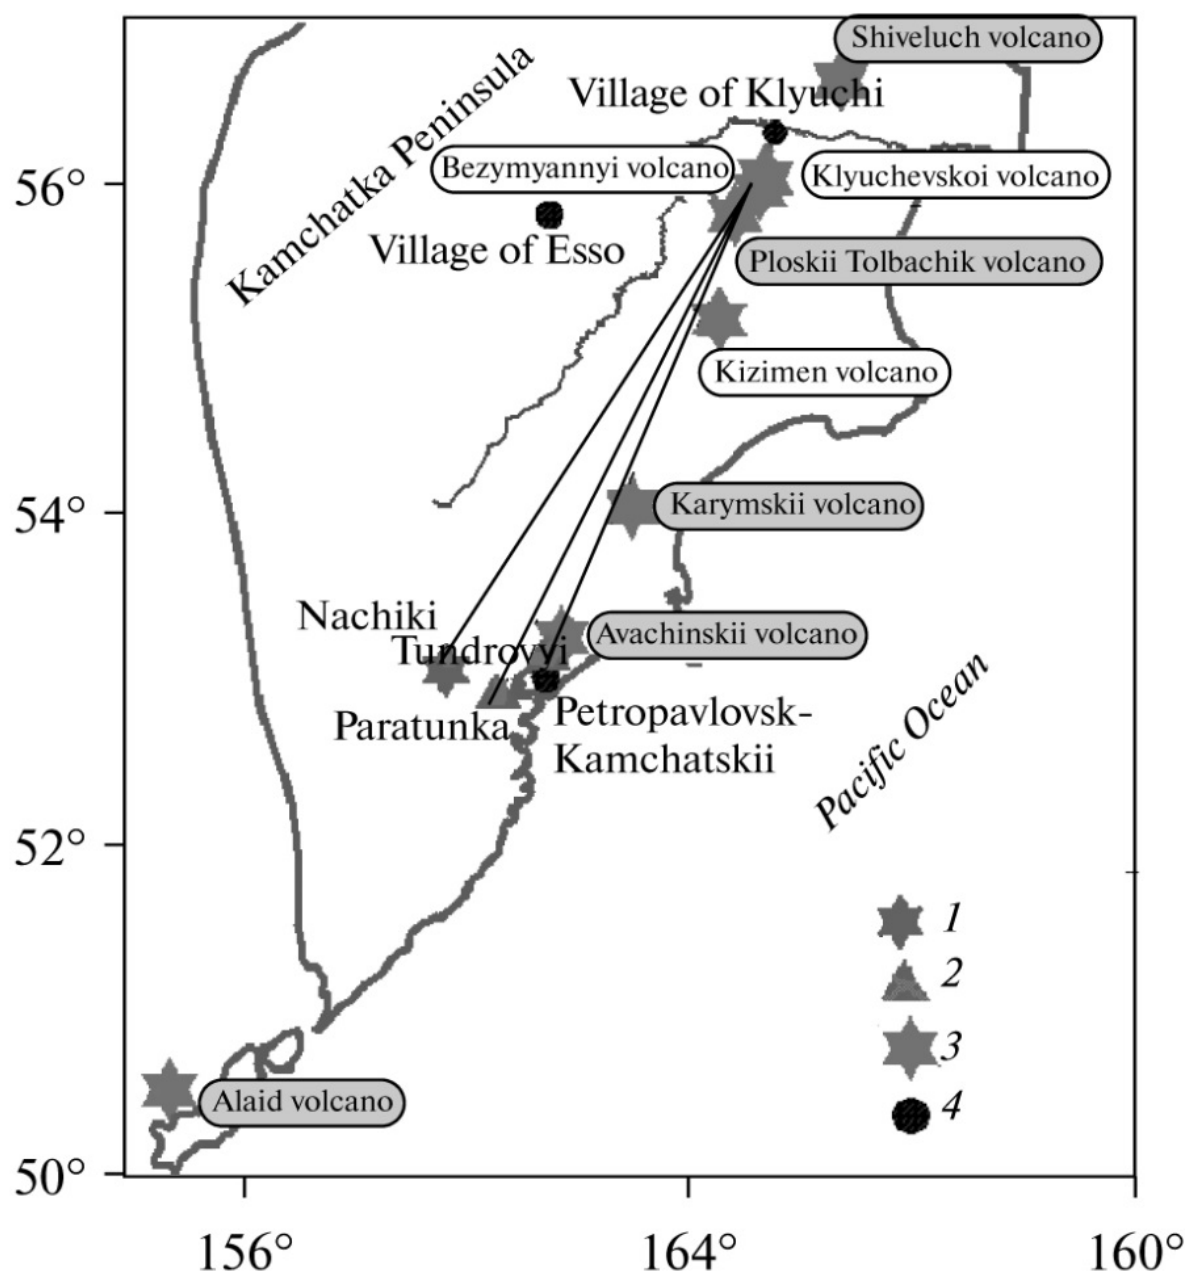 Shiveluch volcano
Village of Klyuchi
Kamchatka Peninsula
Bezymyannyi volcano
Klyuchevskoi volcano
56°
Village of Esso
Ploskii Tolbachik volcano
Kizimen volcano
54°
Karymskii volcano
Nachiki
Tundrovyi
Avachinskii volcano
Paratunka
Petropavlovsk-
Kamchatskii
Pacific Ocean
52°
1
2
3
4
Alaid volcano
50°
156°
164°
160°